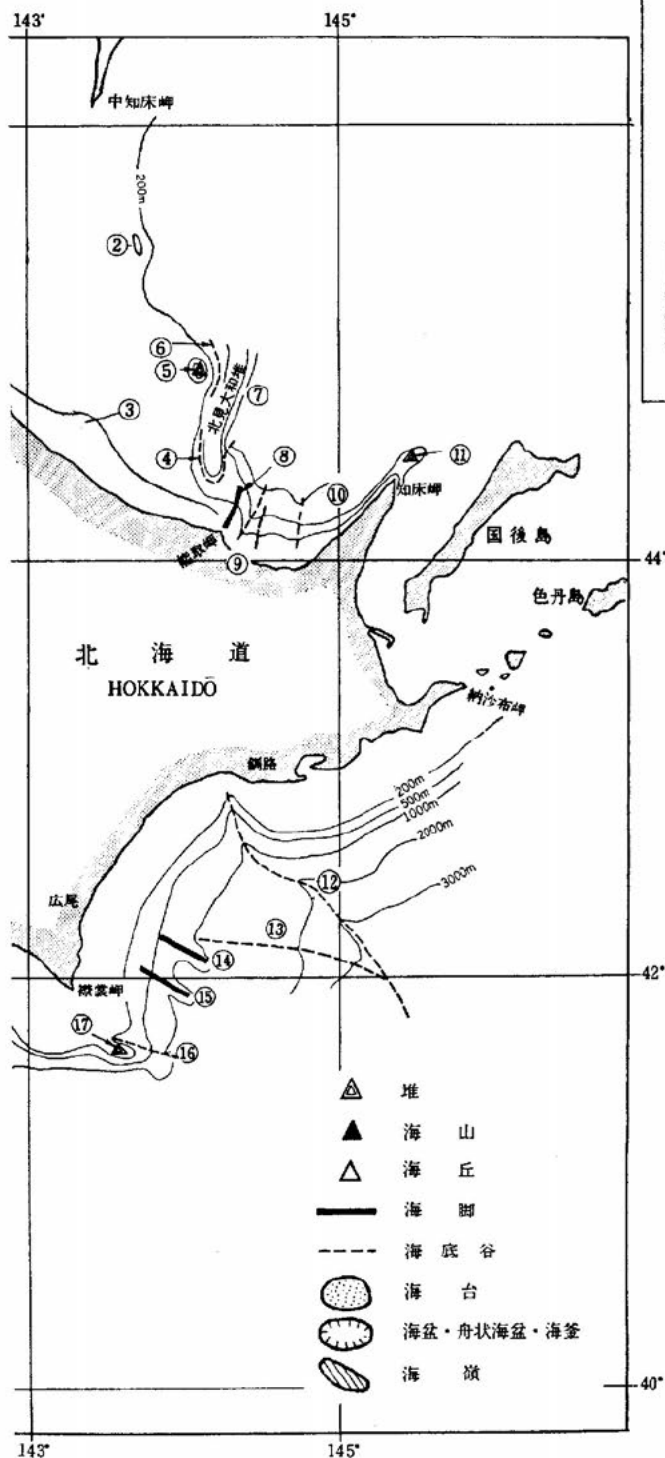 143°
145°
中知床岬
200m
②
⑥
⑤
北見大和堆
⑦
③
④
⑧
⑩
⑪
知床岬
国後島
44°
⑨
色丹島
北海道
HOKKAIDŌ
納沙布岬
釧路
200m
500m
1000m
2000m
⑫
3000m
広尾
⑬
⑭
42°
襟裳岬
⑮
⑰
⑯
堆
海山
海丘
海脚
海底谷
海台
海盆・舟状海盆・海釜
海嶺
40°
143°
145°